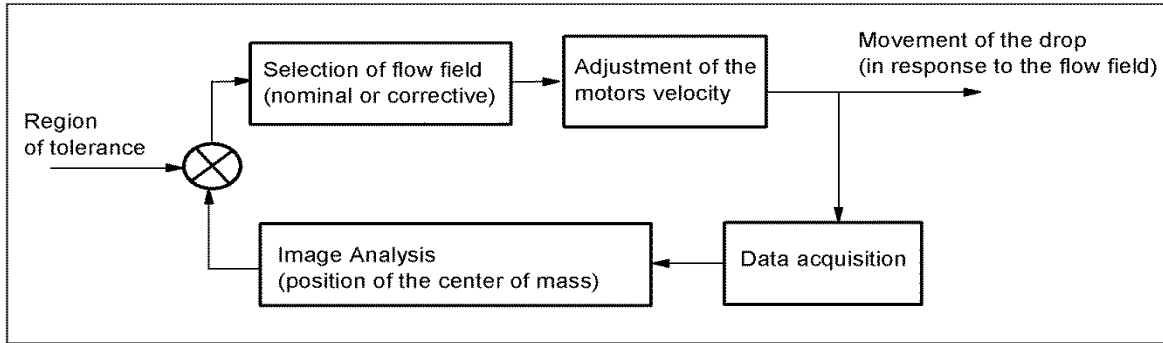 Movement of the drop
(in response to the flow field)
Selection of flow field
(nominal or corrective)
Adjustment of the
motors velocity
Region
of tolerance
Image Analysis
(position of the center of mass)
Data acquisition